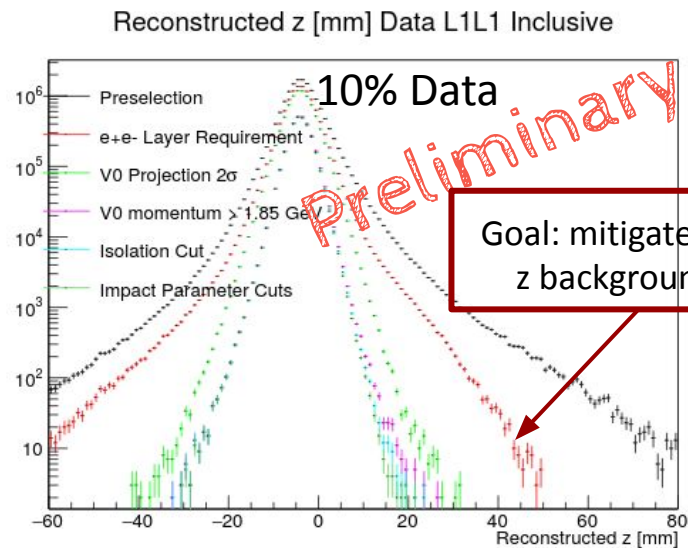 Reconstructed z [mm] Data L1L1 Inclusive
10% Data
Preliminary
Preselection
e+e- Layer Requirement
V0 Projection 2σ
V0 momentum > 1.85 GeV
Isolation Cut
Impact Parameter Cuts
Goal: mitigate
z backgroun
10⁶
10⁵
10⁴
10³
10²
10
−60 −40 −20 0 20 40 60 80
Reconstructed z [mm]